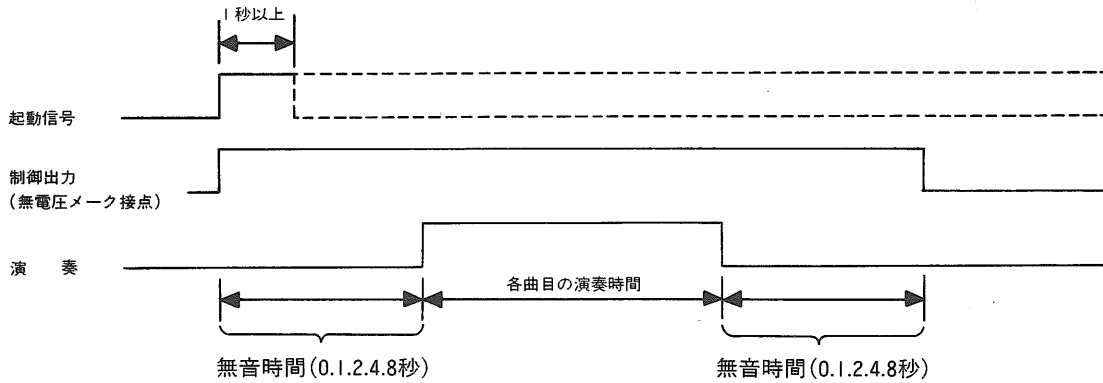 1秒以上
起動信号
制御出力
(無電圧メーク接点)
演　奏
各曲目の演奏時間
無音時間(0.1.2.4.8秒)
無音時間(0.1.2.4.8秒)